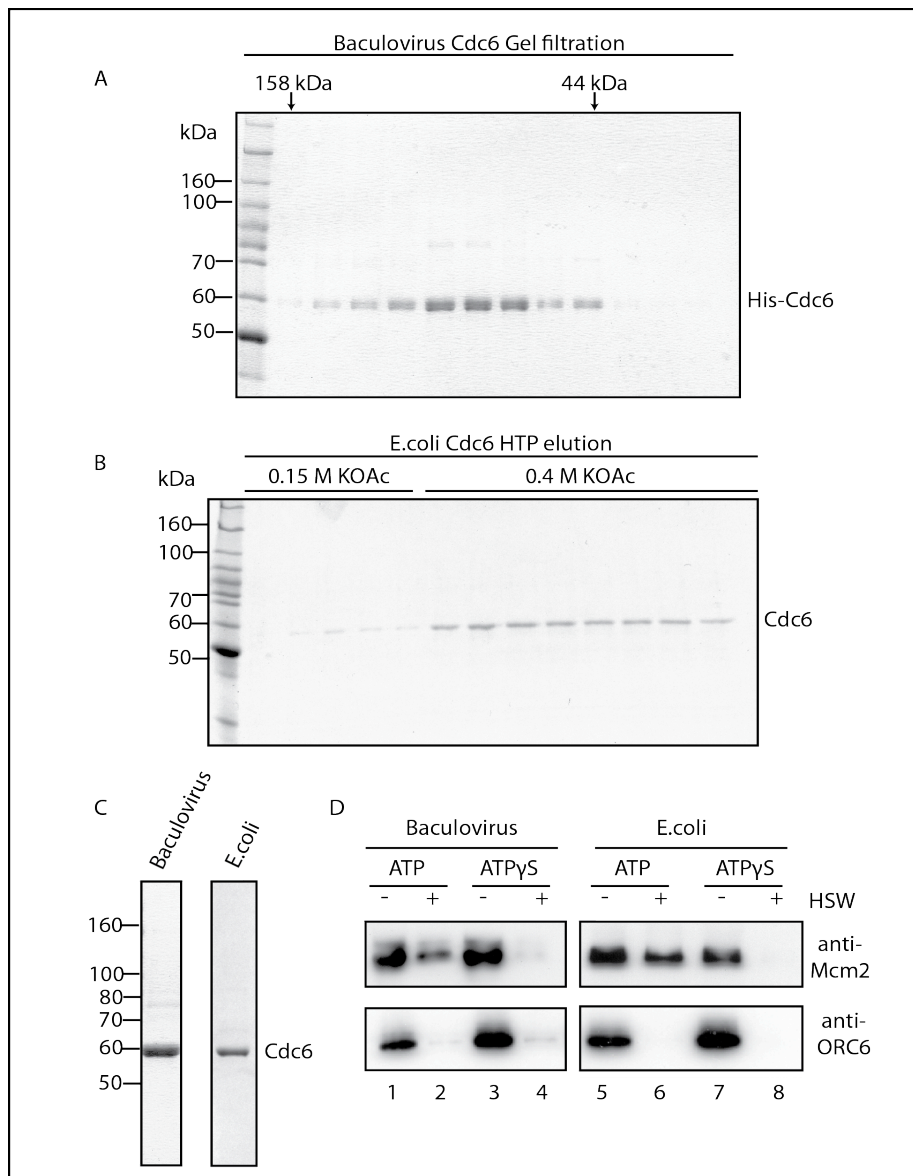 Baculovirus Cdc6 Gel filtration
A
158 kDa 44 kDa
kDa
160
100
70
60
50
His-Cdc6
E.coli Cdc6 HTP elution
B
0.15 M KOAc 0.4 M KOAc
kDa
160
100
70
60
50
Cdc6
C
Baculovirus
E.coli
160
100
80
70
60
50
Cdc6
D
Baculovirus E.coli
ATP ATPγS ATP ATPγS
- + - + - + - + HSW
anti-
Mcm2
anti-
ORC6
1 2 3 4 5 6 7 8